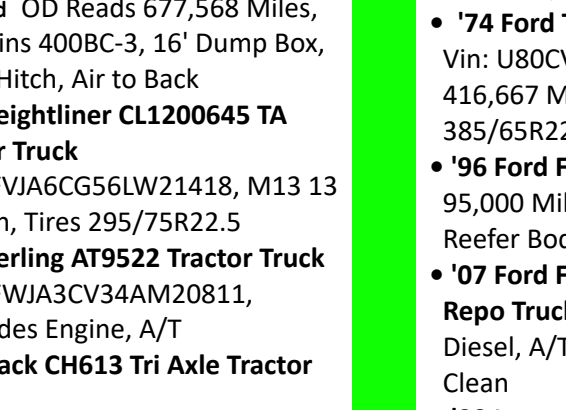 OD Reads 677,568 Miles,
ins 400BC-3, 16' Dump Box,
Hitch, Air to Back
eightliner CL1200645 TA
r Truck
VJA6CG56LW21418, M13 13
n, Tires 295/75R22.5
erling AT9522 Tractor Truck
WJA3CV34AM20811,
des Engine, A/T
ack CH613 Tri Axle Tractor
• '74 Ford T
Vin: U80CV
416,667 M
385/65R22
• '96 Ford F
95,000 Mil
Reefer Bod
• '07 Ford F
Repo Truck
Diesel, A/T
Clean